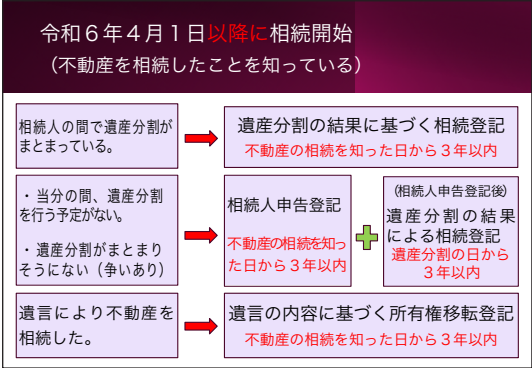 令和６年４月１日以降に相続開始
（不動産を相続したことを知っている）
相続人の間で遺産分割が
まとまっている。
遺産分割の結果に基づく相続登記
不動産の相続を知った日から３年以内
・当分の間、遺産分割
を行う予定がない。
・遺産分割がまとまり
そうにない（争いあり）
相続人申告登記
不動産の相続を知っ
た日から３年以内
（相続人申告登記後）
遺産分割の結果
による相続登記
遺産分割の日から
３年以内
遺言により不動産を
相続した。
遺言の内容に基づく所有権移転登記
不動産の相続を知った日から３年以内